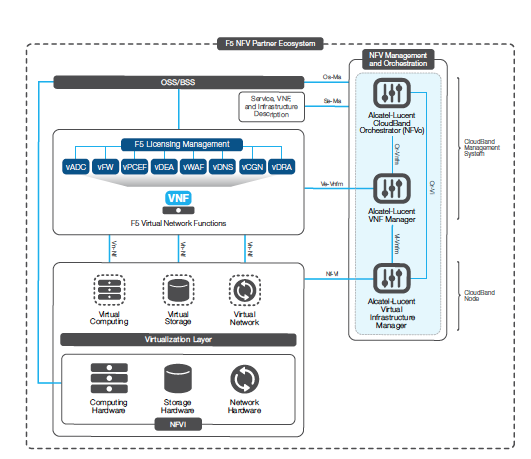 F5 NFV Partner Ecosystem
NFV Management
and Orchestration
OSS/BSS
Os-Ma
Service, VNF,
and Infrastructure
Description
Se-Ma
Alcatel-Lucent
CloudBand
Orchestrator (NFVo)
F5 Licensing Management
vADC
vFW
vPCEF
vDEA
vWAF
vDNS
vCGN
vDRA
VNF
F5 Virtual Network Functions
Or-Vnfm
Or-Vi
CloudBand
Management
System
Ve-Vnfm
Alcatel-Lucent
VNF Manager
Vn-Nf
Vn-Nf
Vn-Nf
Vi-Vnfm
Nf-Vi
Virtual
Computing
Virtual
Storage
Virtual
Network
Alcatel-Lucent
Virtual
Infrastructure
Manager
CloudBand
Node
Virtualization Layer
Computing
Hardware
Storage
Hardware
Network
Hardware
NFVI